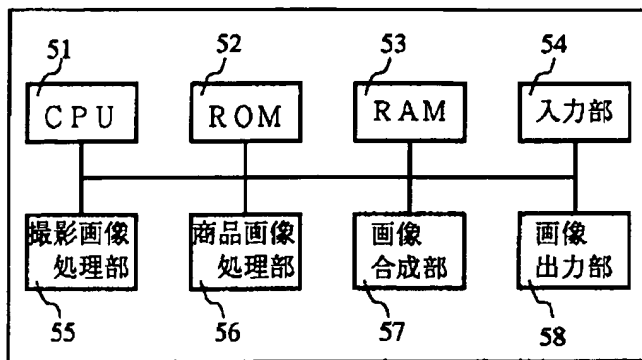 51
52
53
54
CPU
ROM
RAM
入力部
撮影画像
処理部
商品画像
処理部
画像
合成部
画像
出力部
55
56
57
58